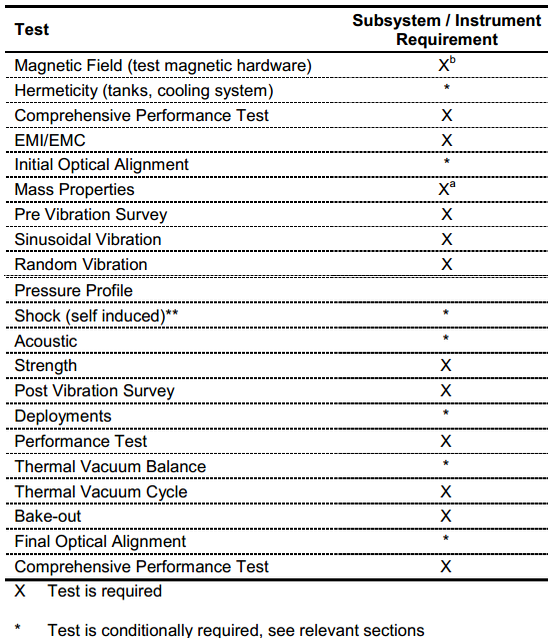 Test Subsystem / Instrument
Requirement
Magnetic Field (test magnetic hardware) Xᵇ
Hermeticity (tanks, cooling system) *
Comprehensive Performance Test X
EMI/EMC X
Initial Optical Alignment *
Mass Properties Xᵃ
Pre Vibration Survey X
Sinusoidal Vibration X
Random Vibration X
Pressure Profile
Shock (self induced)** *
Acoustic *
Strength X
Post Vibration Survey X
Deployments *
Performance Test X
Thermal Vacuum Balance *
Thermal Vacuum Cycle X
Bake-out X
Final Optical Alignment *
Comprehensive Performance Test X
X Test is required
* Test is conditionally required, see relevant sections